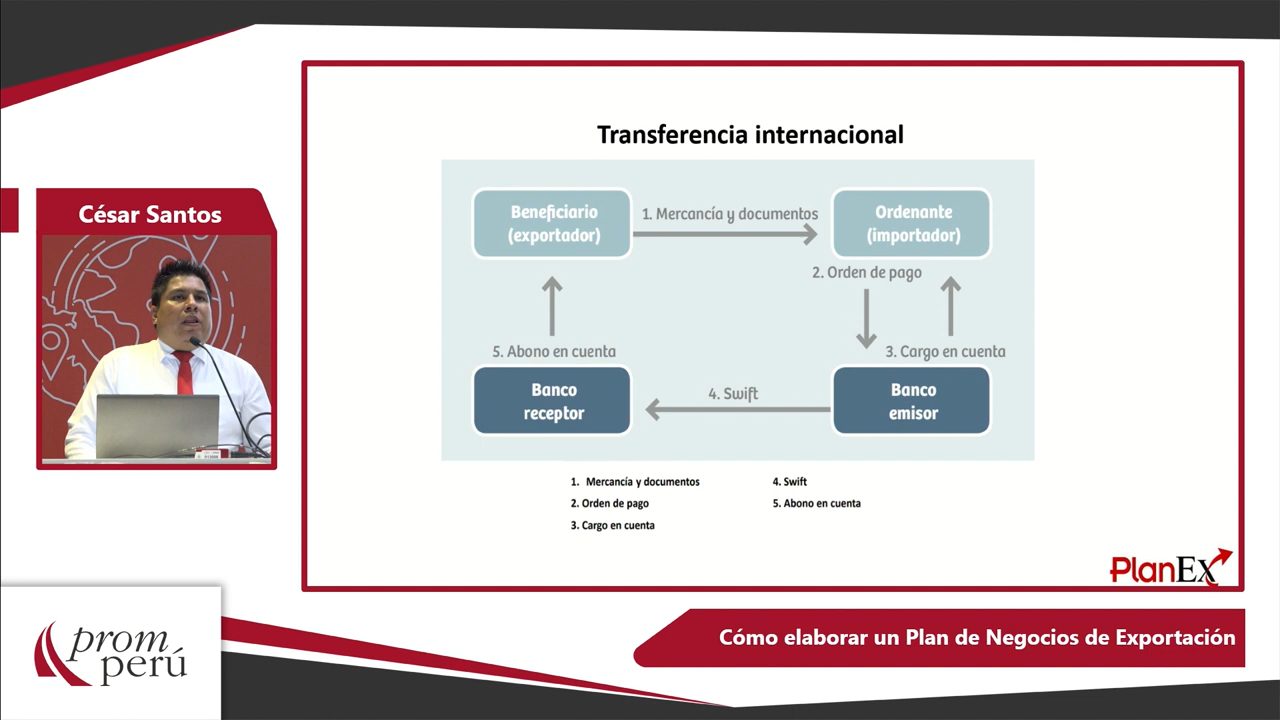 Transferencia internacional
César Santos
Beneficiario
(exportador)
1. Mercancía y documentos
Ordenante
(importador)
2. Orden de pago
5. Abono en cuenta
3. Cargo en cuenta
Banco
receptor
4. Swift
Banco
emisor
1. Mercancía y documentos
2. Orden de pago
3. Cargo en cuenta
4. Swift
5. Abono en cuenta
PlanEx
Cómo elaborar un Plan de Negocios de Exportación
prom
perú